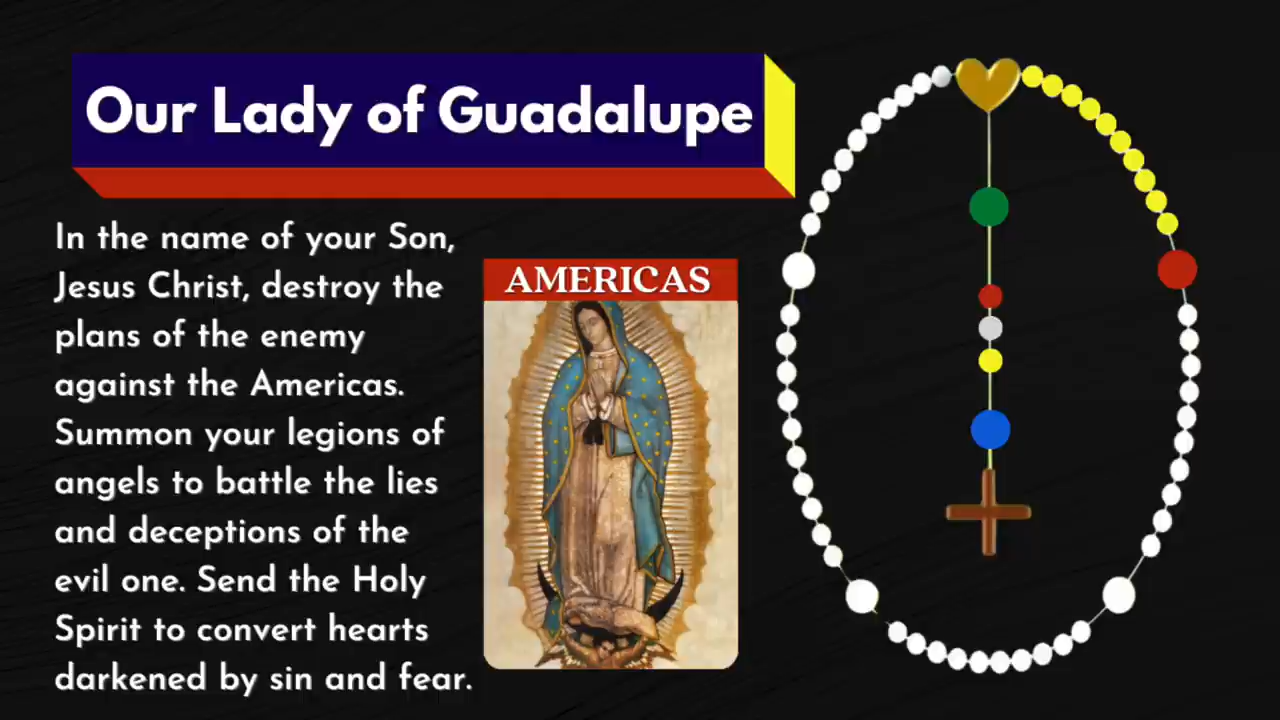 Our Lady of Guadalupe
In the name of your Son,
Jesus Christ, destroy the
plans of the enemy
against the Americas.
Summon your legions of
angels to battle the lies
and deceptions of the
evil one. Send the Holy
Spirit to convert hearts
darkened by sin and fear.
AMERICAS